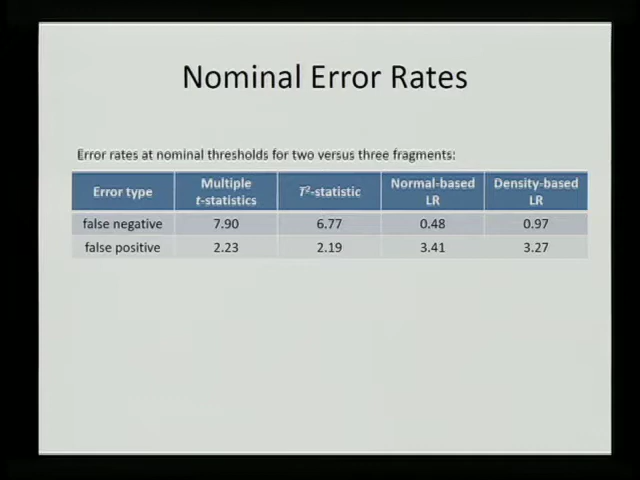 Nominal Error Rates
Error rates at nominal thresholds for two versus three fragments:
Error type Multiple t-statistics T²-statistic Normal-based LR Density-based LR
false negative 7.90 6.77 0.48 0.97
false positive 2.23 2.19 3.41 3.27